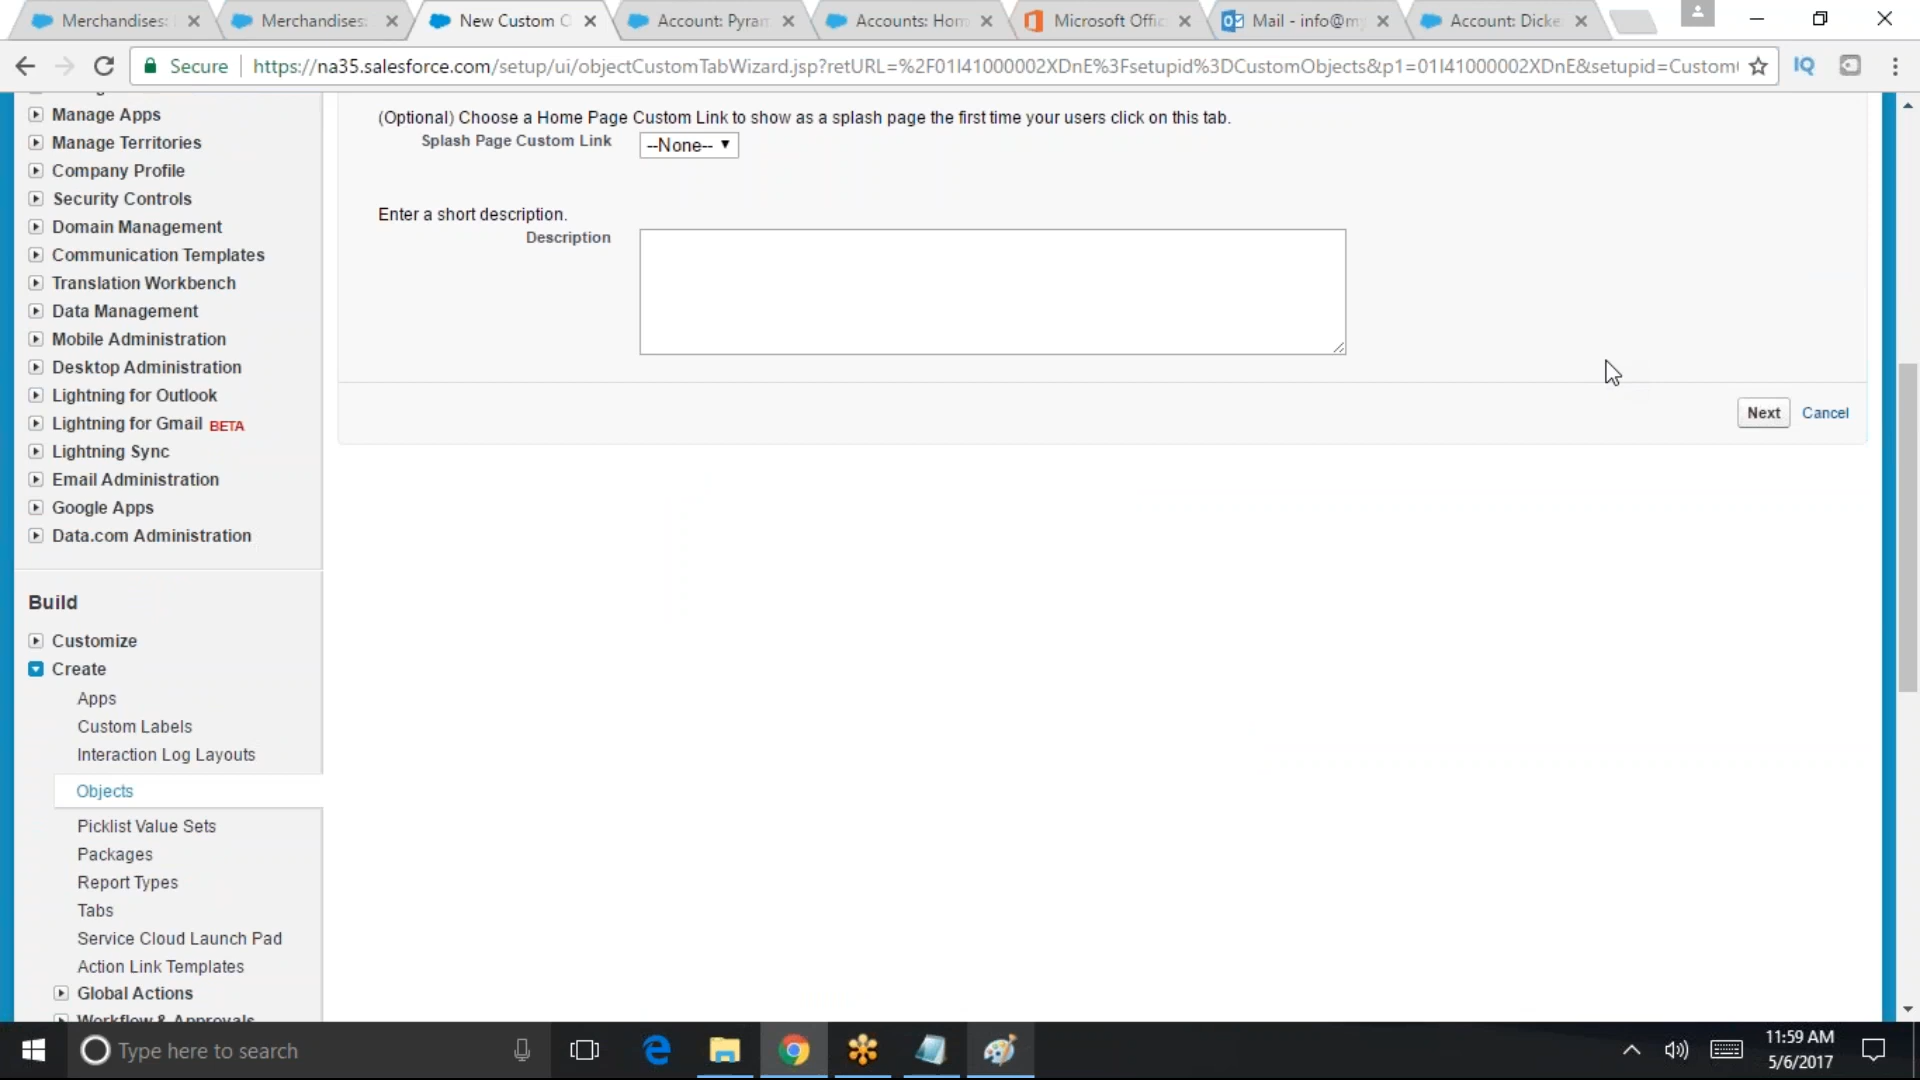 Merchandises:
Merchandises:
New Custom O
Account: Pyram
Accounts: Hom
Microsoft Offic
Mail - info@my
Account: Dicke
Secure
https://na35.salesforce.com/setup/ui/objectCustomTabWizard.jsp?retURL=%2F01I41000002XDnE%3Fsetupid%3DCustomObjects&p1=01I41000002XDnE&setupid=Custom
IQ
Manage Apps
Manage Territories
Company Profile
Security Controls
Domain Management
Communication Templates
Translation Workbench
Data Management
Mobile Administration
Desktop Administration
Lightning for Outlook
Lightning for Gmail BETA
Lightning Sync
Email Administration
Google Apps
Data.com Administration
Build
Customize
Create
Apps
Custom Labels
Interaction Log Layouts
Objects
Picklist Value Sets
Packages
Report Types
Tabs
Service Cloud Launch Pad
Action Link Templates
Global Actions
Workflow & Approvals
(Optional) Choose a Home Page Custom Link to show as a splash page the first time your users click on this tab.
Splash Page Custom Link --None--
Enter a short description.
Description
Next Cancel
Type here to search
11:59 AM
5/6/2017